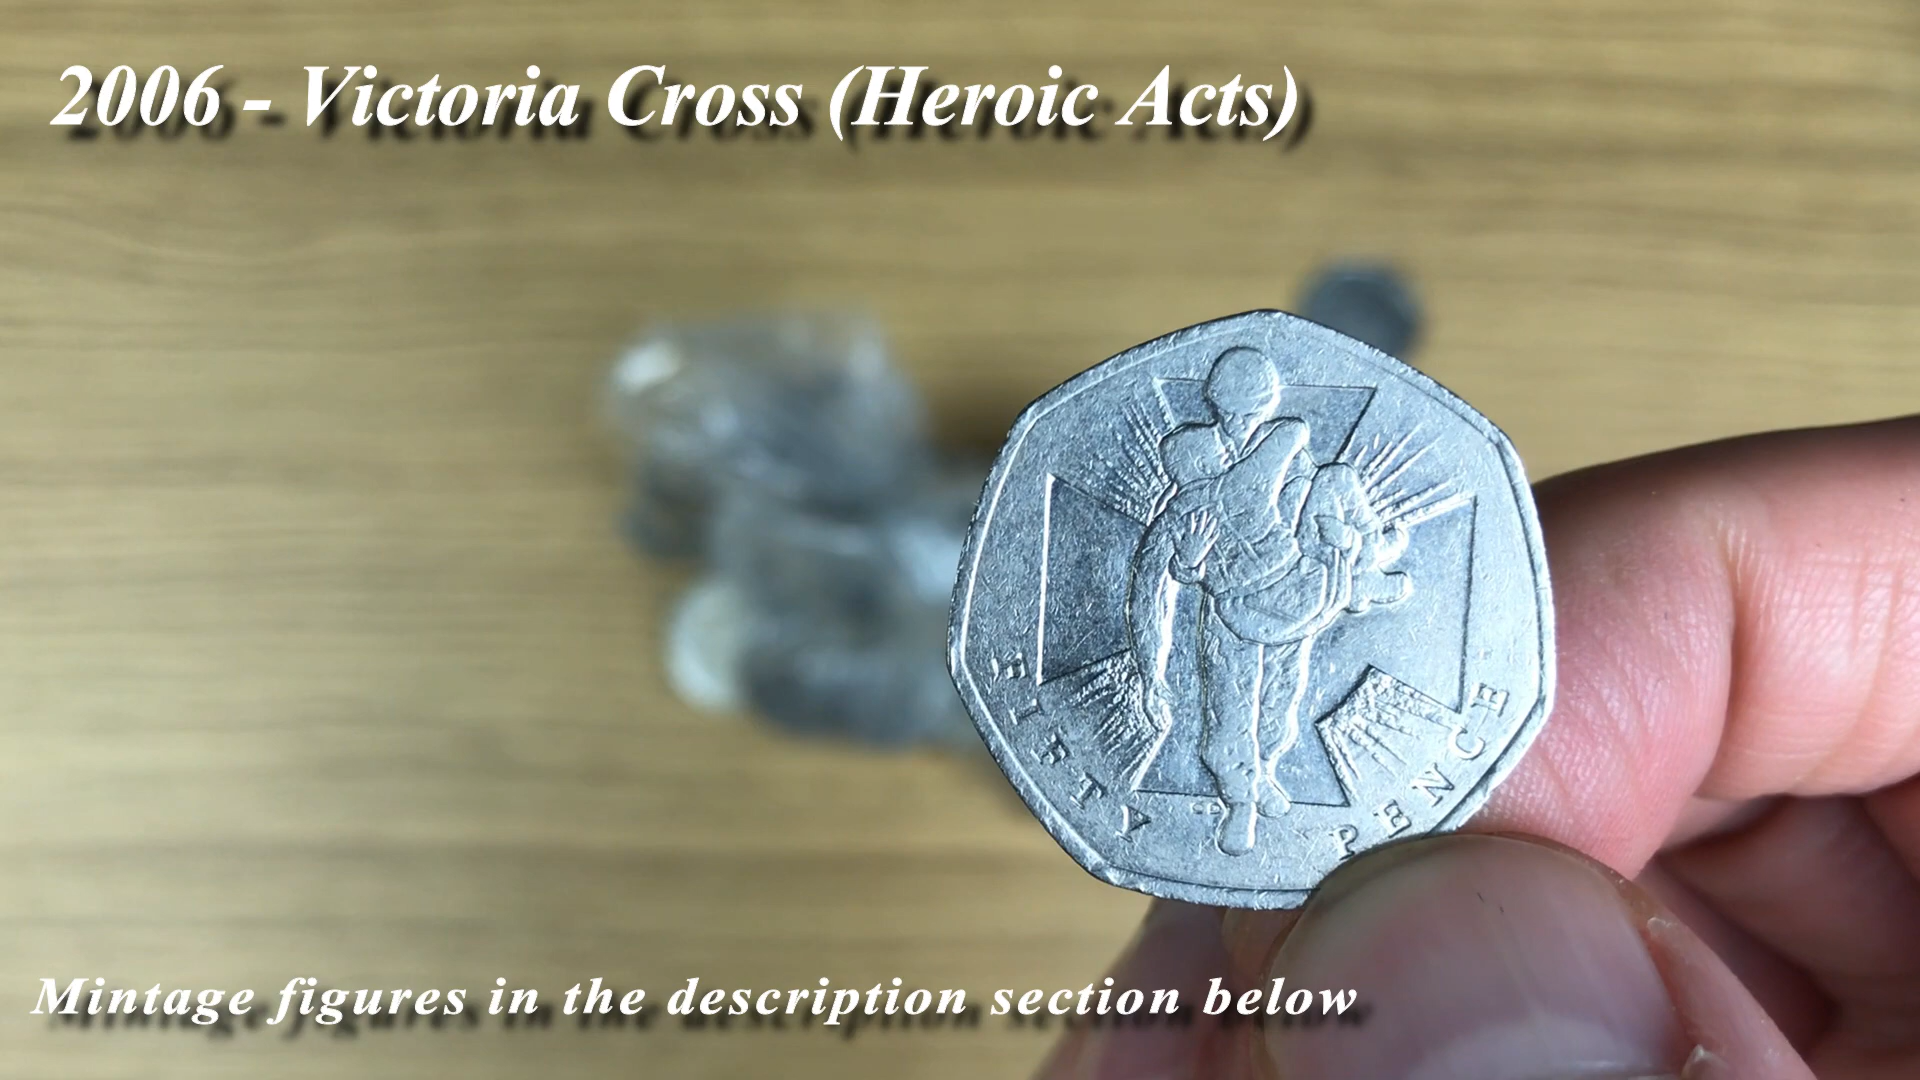 2006 - Victoria Cross (Heroic Acts)
FIFTY PENCE
Mintage figures in the description section below